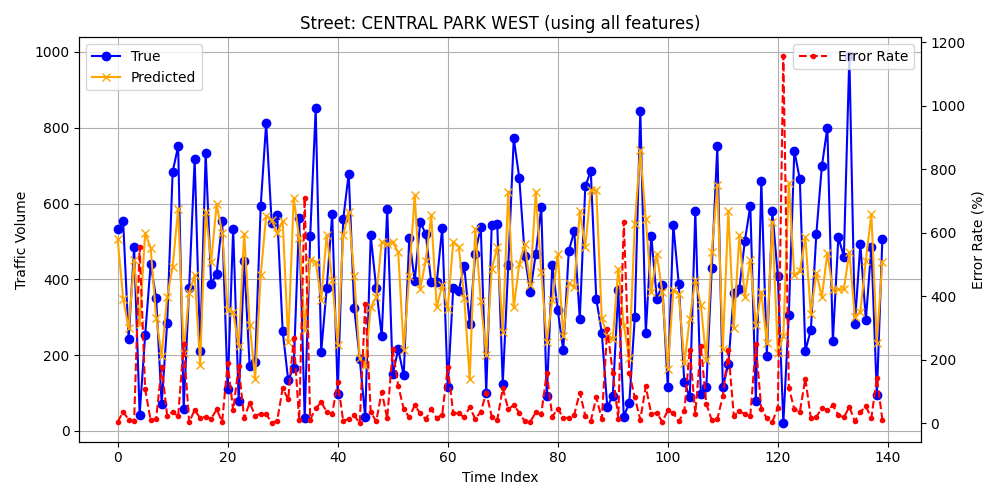 Street: CENTRAL PARK WEST (using all features)
True
Predicted
Error Rate
Traffic Volume
1000
800
600
400
200
0
1200
1000
800
600
400
200
0
Error Rate (%)
0 20 40 60 80 100 120 140
Time Index